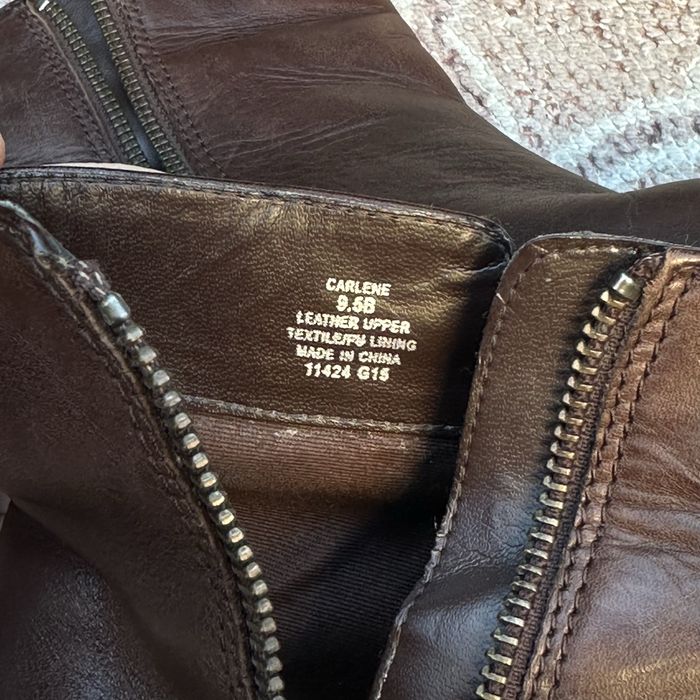 CARLENE
9.5B
LEATHER UPPER
TEXTILE/PU LINING
MADE IN CHINA
11424 G15